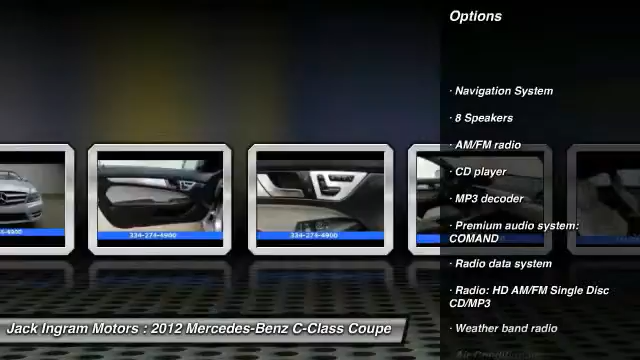 Options
· Navigation System
· 8 Speakers
· AM/FM radio
· CD player
· MP3 decoder
· Premium audio system:
COMAND
· Radio data system
· Radio: HD AM/FM Single Disc
CD/MP3
· Weather band radio
· Air Conditioning
334-274-4900
334-274-4900
Jack Ingram Motors : 2012 Mercedes-Benz C-Class Coupe